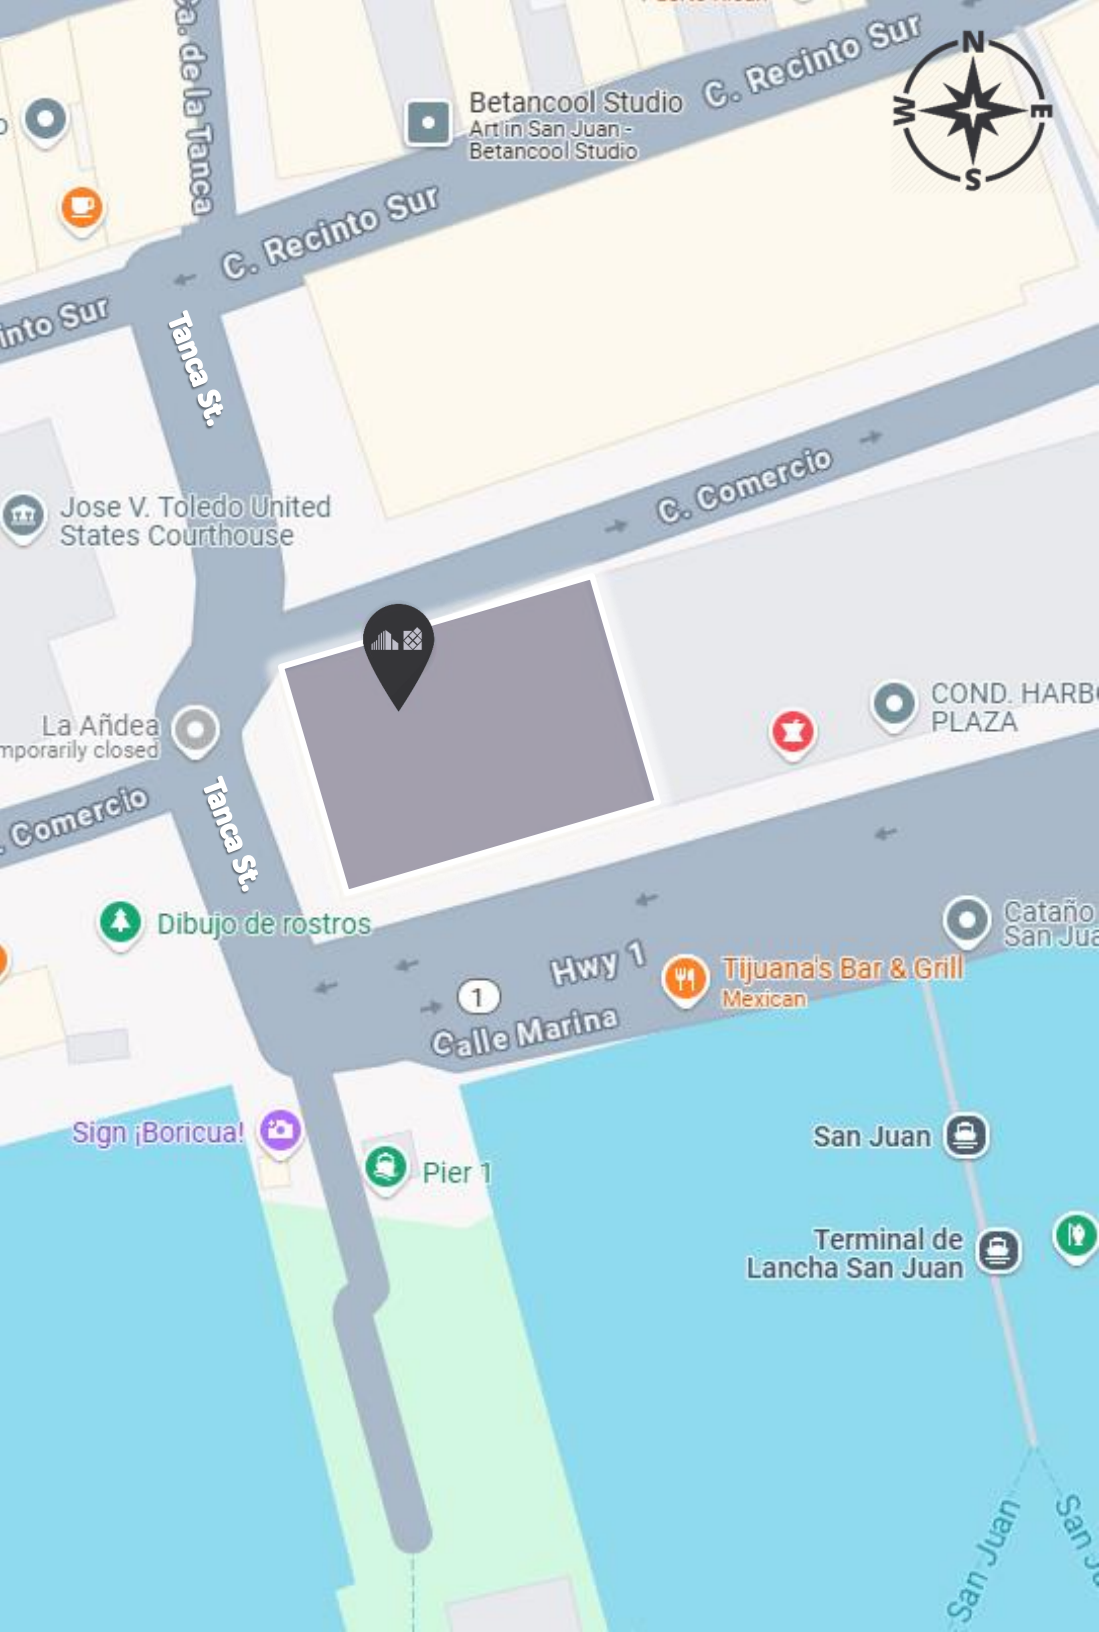 Ca. de la Tanca
Betancool Studio
Art in San Juan -
Betancool Studio
C. Recinto Sur
N
W
E
S
C. Recinto Sur
into Sur
Tanca St.
Jose V. Toledo United
States Courthouse
C. Comercio
La Añdea
mporarily closed
COND. HARBO
PLAZA
. Comercio
Tanca St.
Dibujo de rostros
Cataño
San Jua
Hwy 1
Tijuana's Bar & Grill
Mexican
1
Calle Marina
Sign ¡Boricua!
Pier 1
San Juan
Terminal de
Lancha San Juan
San Juan
San Ju